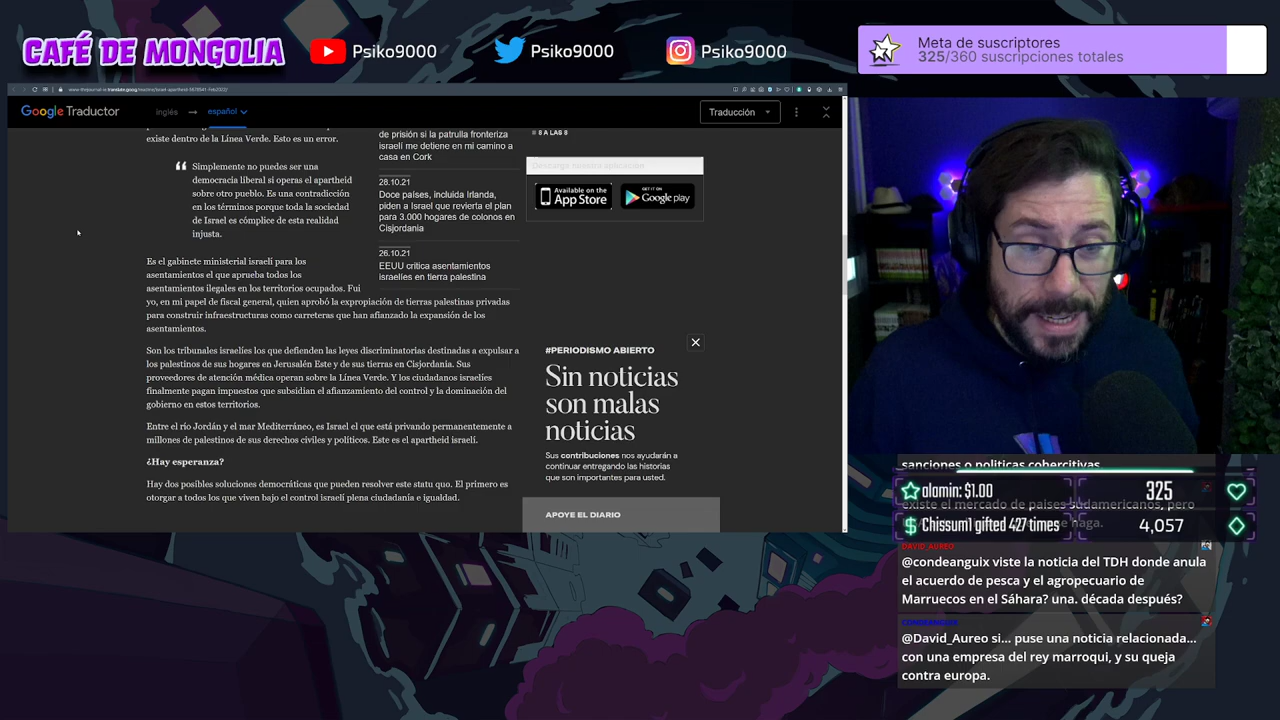 CAFÉ DE MONGOLIA
Psiko9000
Psiko9000
Psiko9000
Meta de suscriptores
325/360 suscripciones totales
Google Traductor
inglés
español
Traducción
existe dentro de la Línea Verde. Esto es un error.
Simplemente no puedes ser una
democracia liberal si operas el apartheid
sobre otro pueblo. Es una contradicción
en los términos porque toda la sociedad
de Israel es cómplice de esta realidad
injusta.
Es el gabinete ministerial israelí para los
asentamientos el que aprueba todos los
asentamientos ilegales en los territorios ocupados. Fui
yo, en mi papel de fiscal general, quien aprobó la expropiación de tierras palestinas privadas
para construir infraestructuras como carreteras que han afianzado la expansión de los
asentamientos.
Son los tribunales israelíes los que defienden las leyes discriminatorias destinadas a expulsar a
los palestinos de sus hogares en Jerusalén Este y de sus tierras en Cisjordania. Sus
proveedores de atención médica operan sobre la Línea Verde. Y los ciudadanos israelíes
finalmente pagan impuestos que subsidian el afianzamiento del control y la dominación del
gobierno en estos territorios.
Entre el río Jordán y el mar Mediterráneo, es Israel el que está privando permanentemente a
millones de palestinos de sus derechos civiles y políticos. Este es el apartheid israelí.
¿Hay esperanza?
Hay dos posibles soluciones democráticas que pueden resolver este statu quo. El primero es
otorgar a todos los que viven bajo el control israelí plena ciudadanía e igualdad.
de prisión si la patrulla fronteriza
israelí me detiene en mi camino a
casa en Cork
28.10.21
Doce países, incluida Irlanda,
piden a Israel que revierta el plan
para 3.000 hogares de colonos en
Cisjordania
26.10.21
EEUU critica asentamientos
israelíes en tierra palestina
8 A LAS 8
Descarga nuestra aplicación
Available on the
App Store
GET IT ON
Google play
#PERIODISMO ABIERTO
Sin noticias
son malas
noticias
Sus contribuciones nos ayudarán a
continuar entregando las historias
que son importantes para usted.
APOYE EL DIARIO
sanciones o politicas cohercitivas
alamin: $1.00
325
existe el mercado de paises sudamericanos, pero
Chissum1 gifted 427 times
4,057
DAVID_AUREO
@condeanguix viste la noticia del TDH donde anula
el acuerdo de pesca y el agropecuario de
Marruecos en el Sáhara? una. década después?
CONDEANGUIX
@David_Aureo si... puse una noticia relacionada...
con una empresa del rey marroqui, y su queja
contra europa.